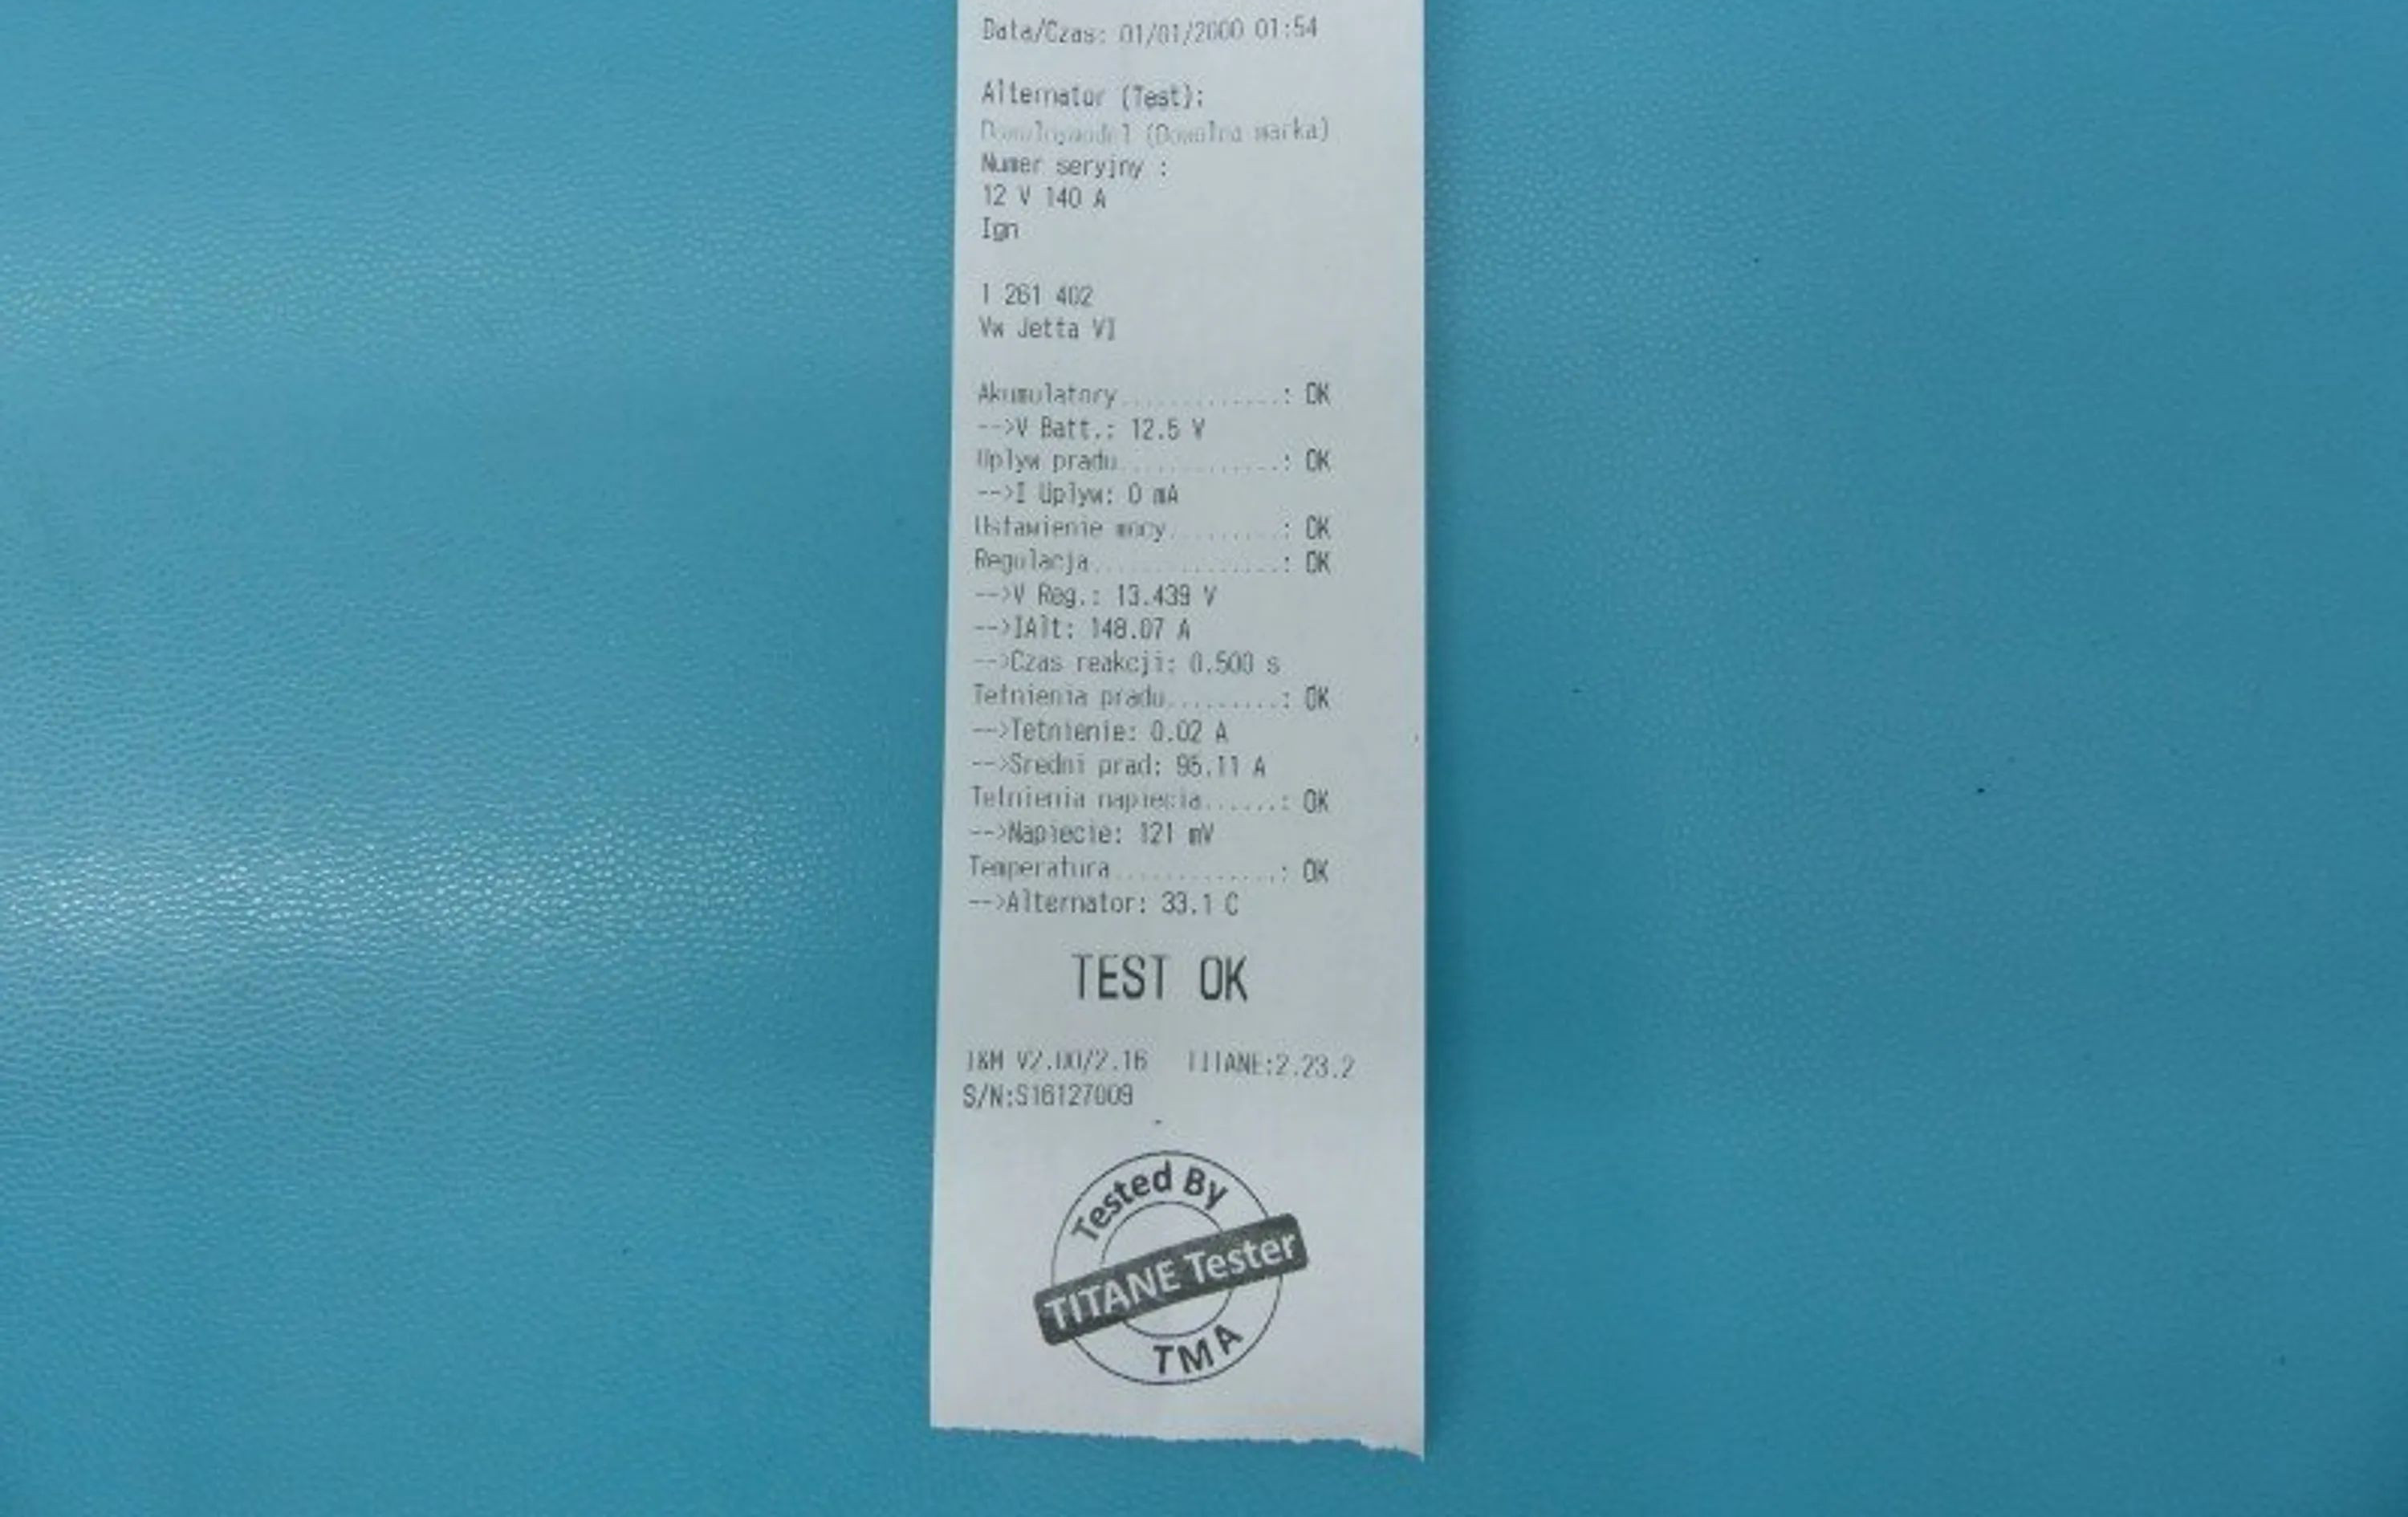 Data/Czas: 01/01/2000 01:54
Alternator (Test):
(Dowolna marka)
Numer seryjny :
12 V 140 A
Ign
1 261 402
Vw Jetta VI
Akumulatory.............: OK
-->V Batt.: 12.5 V
Uplyw pradu.............: OK
-->I Uplyw: 0 mA
Ustawienie mocy.........: OK
Regulacja...............: OK
-->V Reg.: 13.439 V
-->IAlt: 148.07 A
-->Czas reakcji: 0.500 s
Tetnienia pradu.........: OK
-->Tetnienie: 0.02 A
-->Sredni prad: 95.11 A
Tetnienia napiecia......: OK
-->Napiecie: 121 mV
Temperatura.............: OK
-->Alternator: 33.1 C
TEST OK
I&M V2.00/2.16 TITANE:2.23.2
S/N:S16127009
Tested By
TITANE Tester
TMA